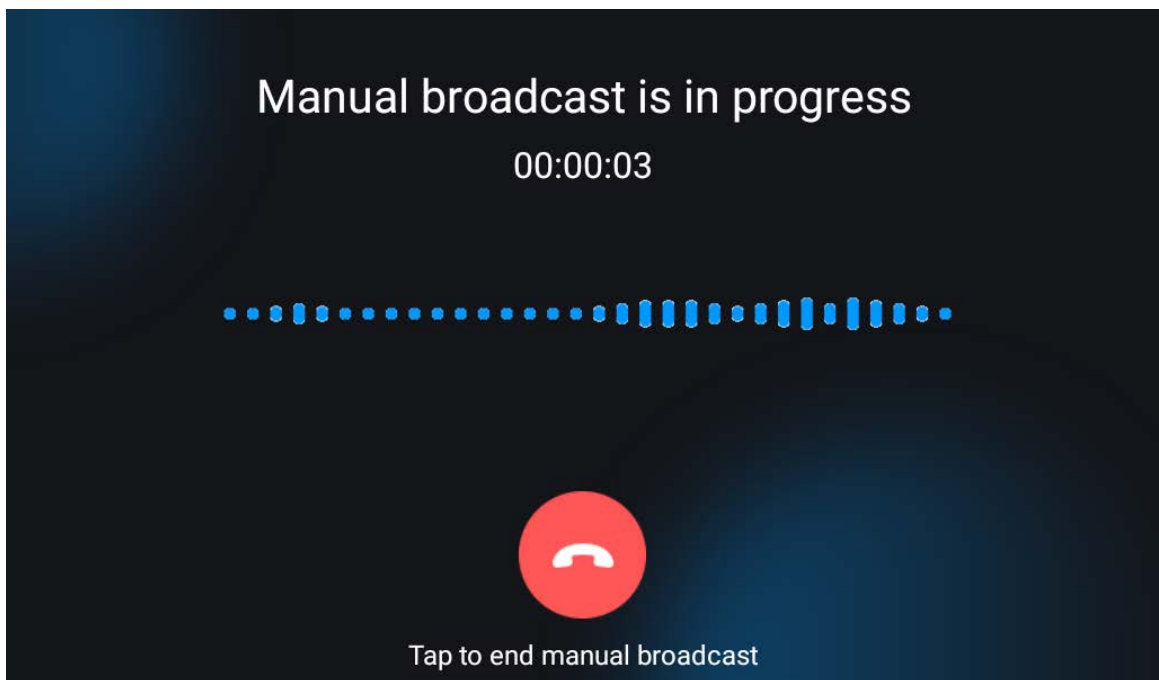 Manual broadcast is in progress
00:00:03
Tap to end manual broadcast